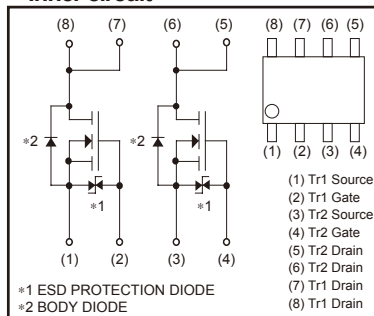 Inner circuit
(8) (7) (6) (5) (8) (7) (6) (5)
*2 *2
*1 *1
(1) (2) (3) (4) (1) (2) (3) (4)
(1) Tr1 Source
(2) Tr1 Gate
(3) Tr2 Source
(4) Tr2 Gate
(5) Tr2 Drain
(6) Tr2 Drain
(7) Tr1 Drain
(8) Tr1 Drain
*1 ESD PROTECTION DIODE
*2 BODY DIODE